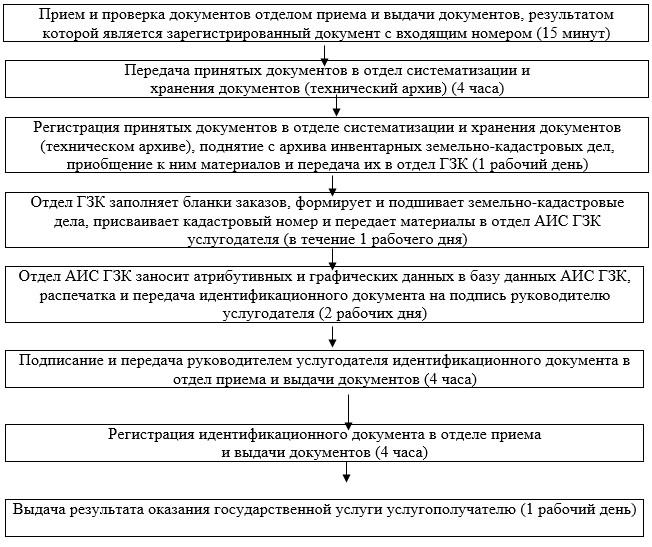 Прием и проверка документов отделом приема и выдачи документов, результатом
которой является зарегистрированный документ с входящим номером (15 минут)
Передача принятых документов в отдел систематизации и
хранения документов (технический архив) (4 часа)
Регистрация принятых документов в отделе систематизации и хранения документов
(техническом архиве), поднятие с архива инвентарных земельно-кадастровых дел,
приобщение к ним материалов и передача их в отдел ГЗК (1 рабочий день)
Отдел ГЗК заполняет бланки заказов, формирует и подшивает земельно-кадастровые
дела, присваивает кадастровый номер и передает материалы в отдел АИС ГЗК
услугодателя (в течение 1 рабочего дня)
Отдел АИС ГЗК заносит атрибутивных и графических данных в базу данных АИС ГЗК,
распечатка и передача идентификационного документа на подпись руководителю
услугодателя (2 рабочих дня)
Подписание и передача руководителем услугодателя идентификационного документа в
отдел приема и выдачи документов (4 часа)
Регистрация идентификационного документа в отделе приема
и выдачи документов (4 часа)
Выдача результата оказания государственной услуги услугополучателю (1 рабочий день)